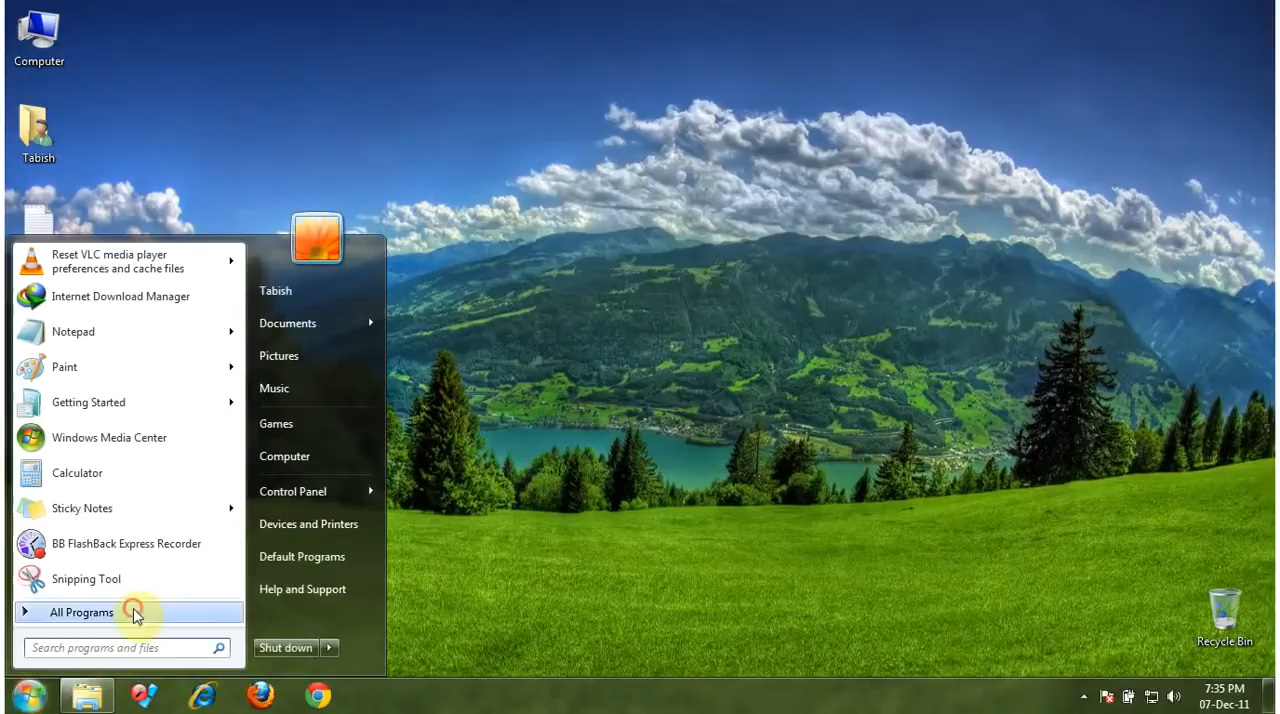 Computer
Tabish
Reset VLC media player
preferences and cache files
Internet Download Manager
Notepad
Paint
Getting Started
Windows Media Center
Calculator
Sticky Notes
BB FlashBack Express Recorder
Snipping Tool
All Programs
Search programs and files
Tabish
Documents
Pictures
Music
Games
Computer
Control Panel
Devices and Printers
Default Programs
Help and Support
Shut down
Recycle Bin
7:35 PM
07-Dec-11